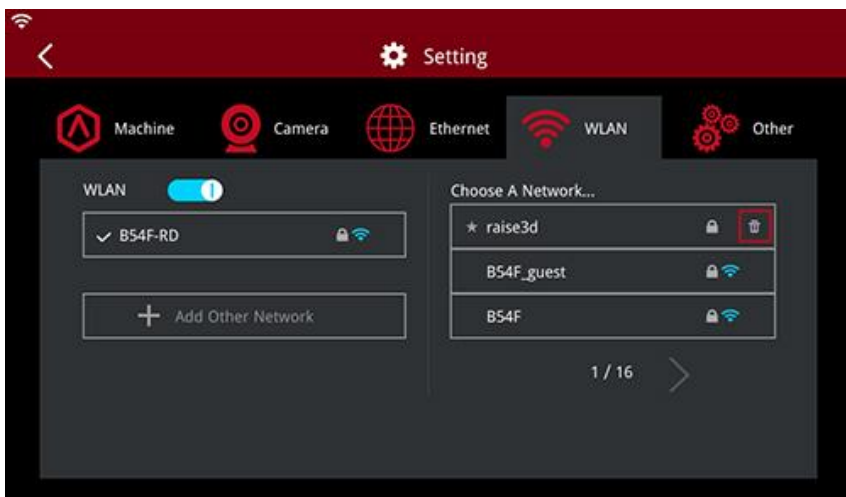 Setting
Machine Camera Ethernet WLAN Other
WLAN
B54F-RD
Add Other Network
Choose A Network...
raise3d
B54F_guest
B54F
1 / 16